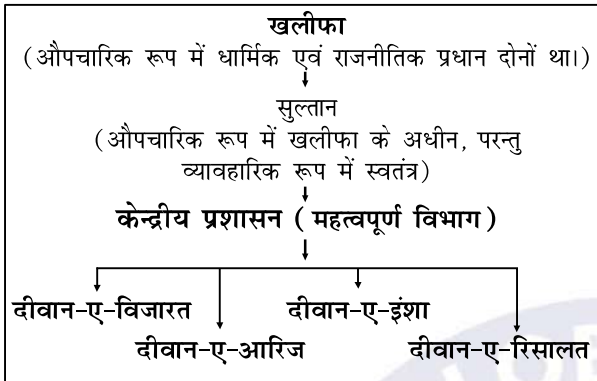 खलीफा
(औपचारिक रूप में धार्मिक एवं राजनीतिक प्रधान दोनों था।)
सुल्तान
(औपचारिक रूप में खलीफा के अधीन, परन्तु
व्यावहारिक रूप में स्वतंत्र)
केन्द्रीय प्रशासन ( महत्वपूर्ण विभाग)
दीवान-ए-विजारत दीवान-ए-इंशा
दीवान-ए-आरिज दीवान-ए-रिसालत